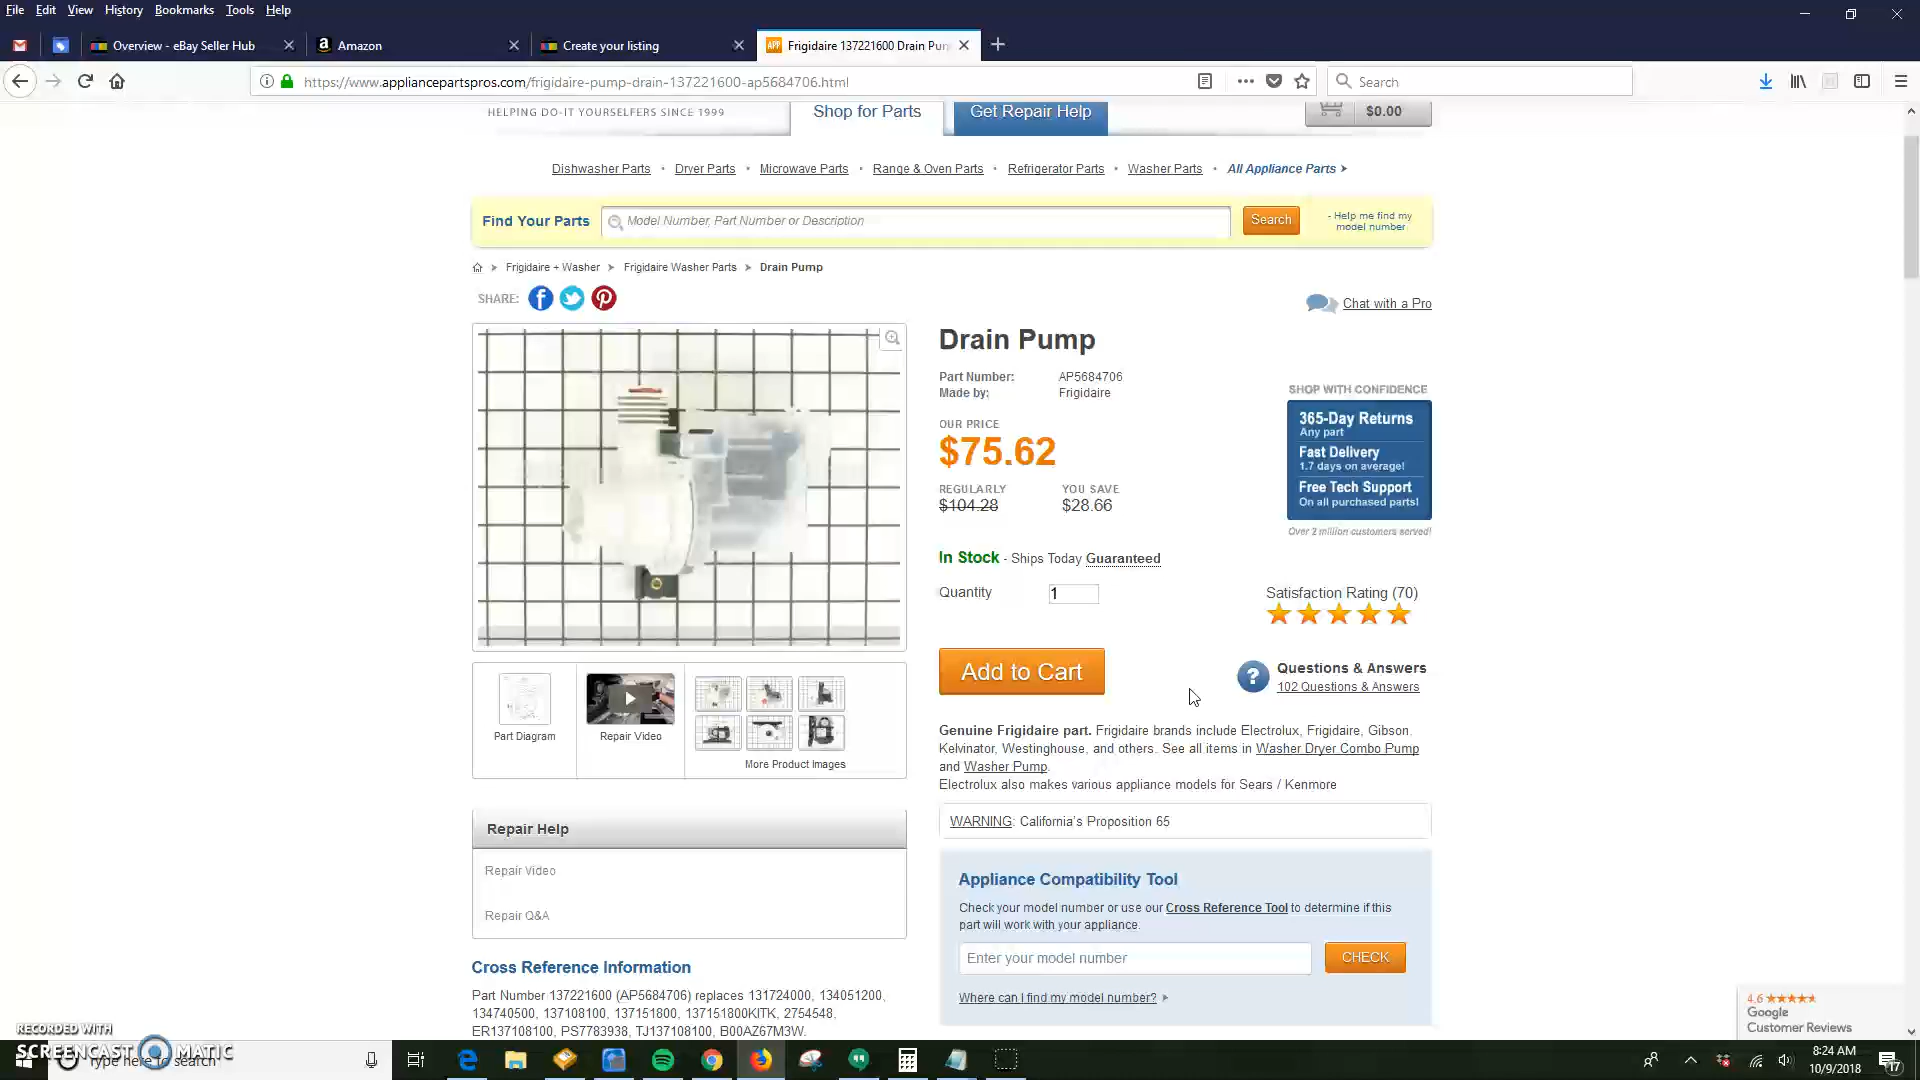 File Edit View History Bookmarks Tools Help
Overview - eBay Seller Hub
Amazon
Create your listing
Frigidaire 137221600 Drain Pum
https://www.appliancepartspros.com/frigidaire-pump-drain-137221600-ap5684706.html
Search
HELPING DO-IT YOURSELFERS SINCE 1999
Shop for Parts
Get Repair Help
$0.00
Dishwasher Parts • Dryer Parts • Microwave Parts • Range & Oven Parts • Refrigerator Parts • Washer Parts • All Appliance Parts
Find Your Parts
Model Number, Part Number or Description
Search
- Help me find my
model number
Frigidaire + Washer
Frigidaire Washer Parts
Drain Pump
SHARE:
Chat with a Pro
Drain Pump
Part Number: AP5684706
Made by: Frigidaire
OUR PRICE
$75.62
REGULARLY YOU SAVE
$104.28 $28.66
SHOP WITH CONFIDENCE
365-Day Returns
Any part
Fast Delivery
1.7 days on average!
Free Tech Support
On all purchased parts!
Over 2 million customers served!
In Stock - Ships Today Guaranteed
Quantity 1
Satisfaction Rating (70)
Add to Cart
? Questions & Answers
102 Questions & Answers
Part Diagram
Repair Video
More Product Images
Genuine Frigidaire part. Frigidaire brands include Electrolux, Frigidaire, Gibson,
Kelvinator, Westinghouse, and others. See all items in Washer Dryer Combo Pump
and Washer Pump.
Electrolux also makes various appliance models for Sears / Kenmore
WARNING: California's Proposition 65
Repair Help
Repair Video
Repair Q&A
Appliance Compatibility Tool
Check your model number or use our Cross Reference Tool to determine if this
part will work with your appliance.
Enter your model number
CHECK
Where can I find my model number?
Cross Reference Information
Part Number 137221600 (AP5684706) replaces 131724000, 134051200,
134740500, 137108100, 137151800, 137151800KITK, 2754548,
ER137108100, PS7783938, TJ137108100, B00AZ67M3W.
4.6
Google
Customer Reviews
RECORDED WITH
SCREENCAST MATIC
Type here to search
8:24 AM
10/9/2018
17